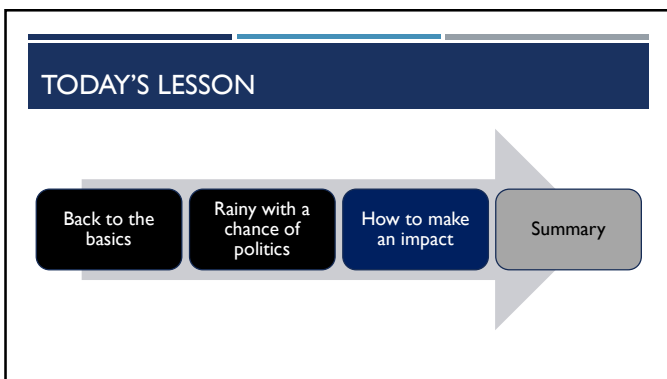 TODAY'S LESSON
Back to the
basics
Rainy with a
chance of
politics
How to make
an impact
Summary